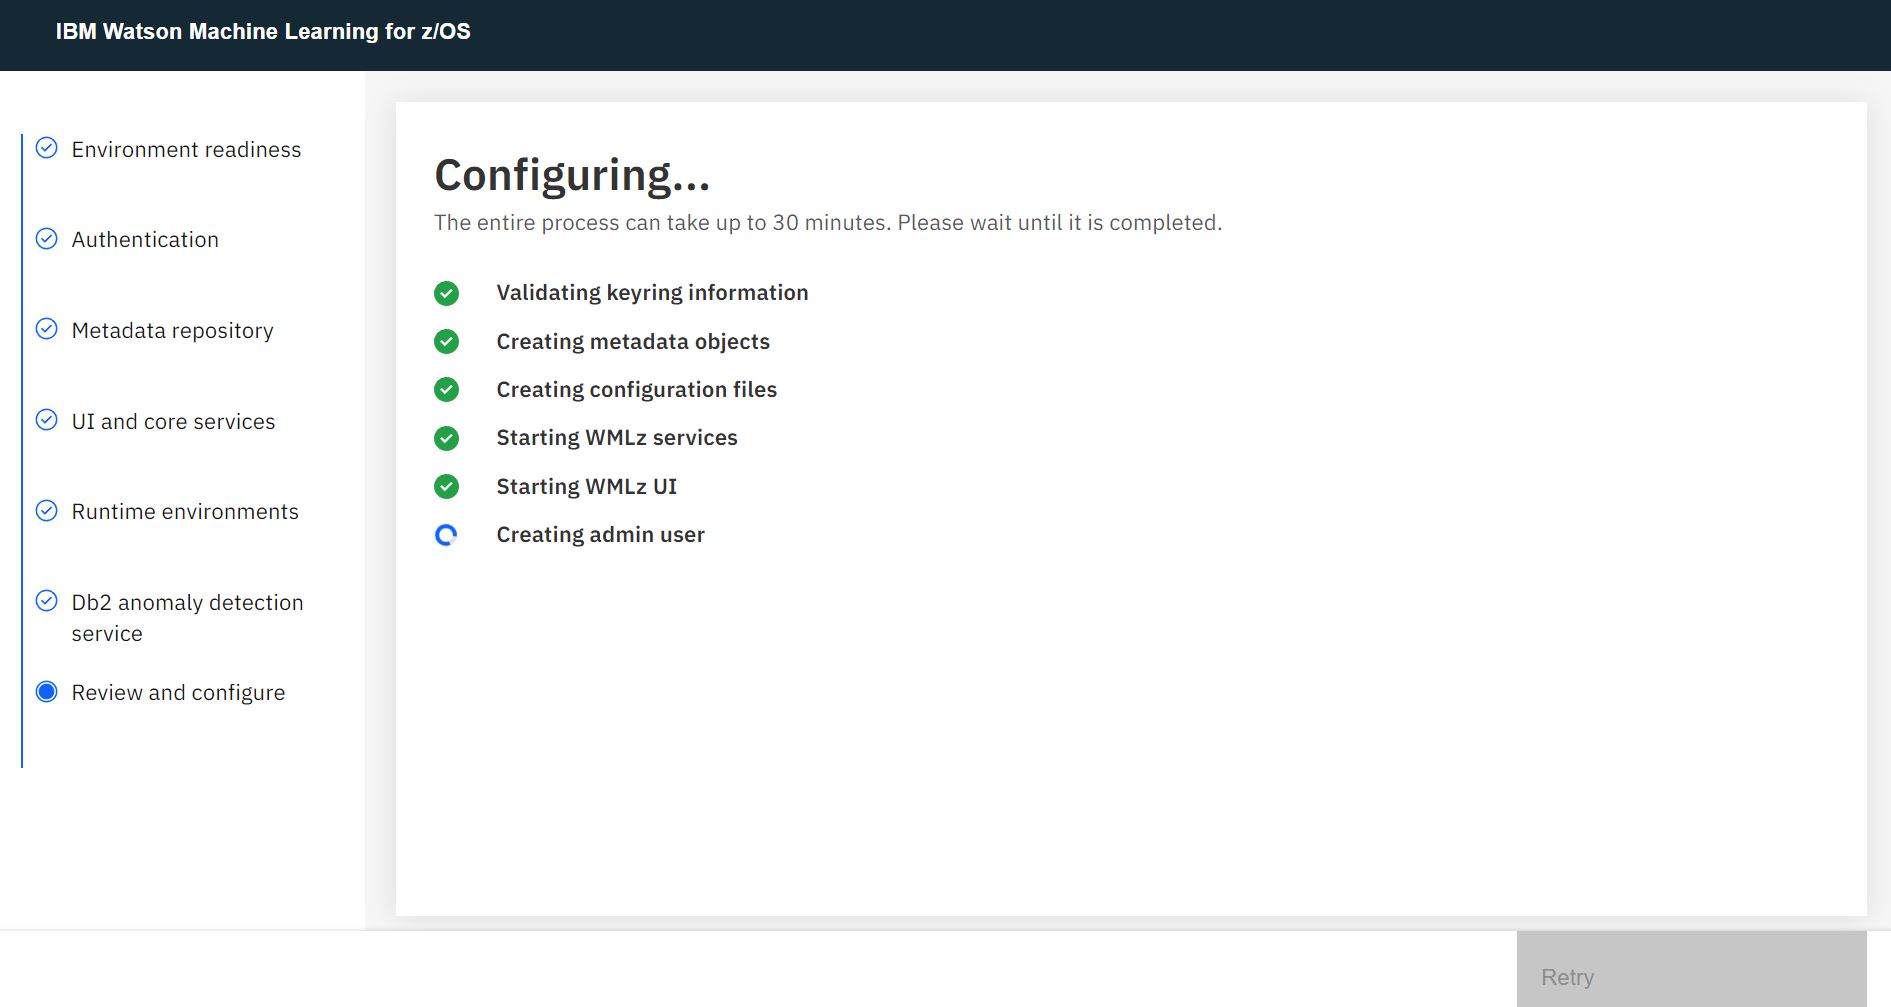 IBM Watson Machine Learning for z/OS
Environment readiness
Authentication
Metadata repository
UI and core services
Runtime environments
Db2 anomaly detection
service
Review and configure
Configuring...
The entire process can take up to 30 minutes. Please wait until it is completed.
Validating keyring information
Creating metadata objects
Creating configuration files
Starting WMLz services
Starting WMLz UI
Creating admin user
Retry